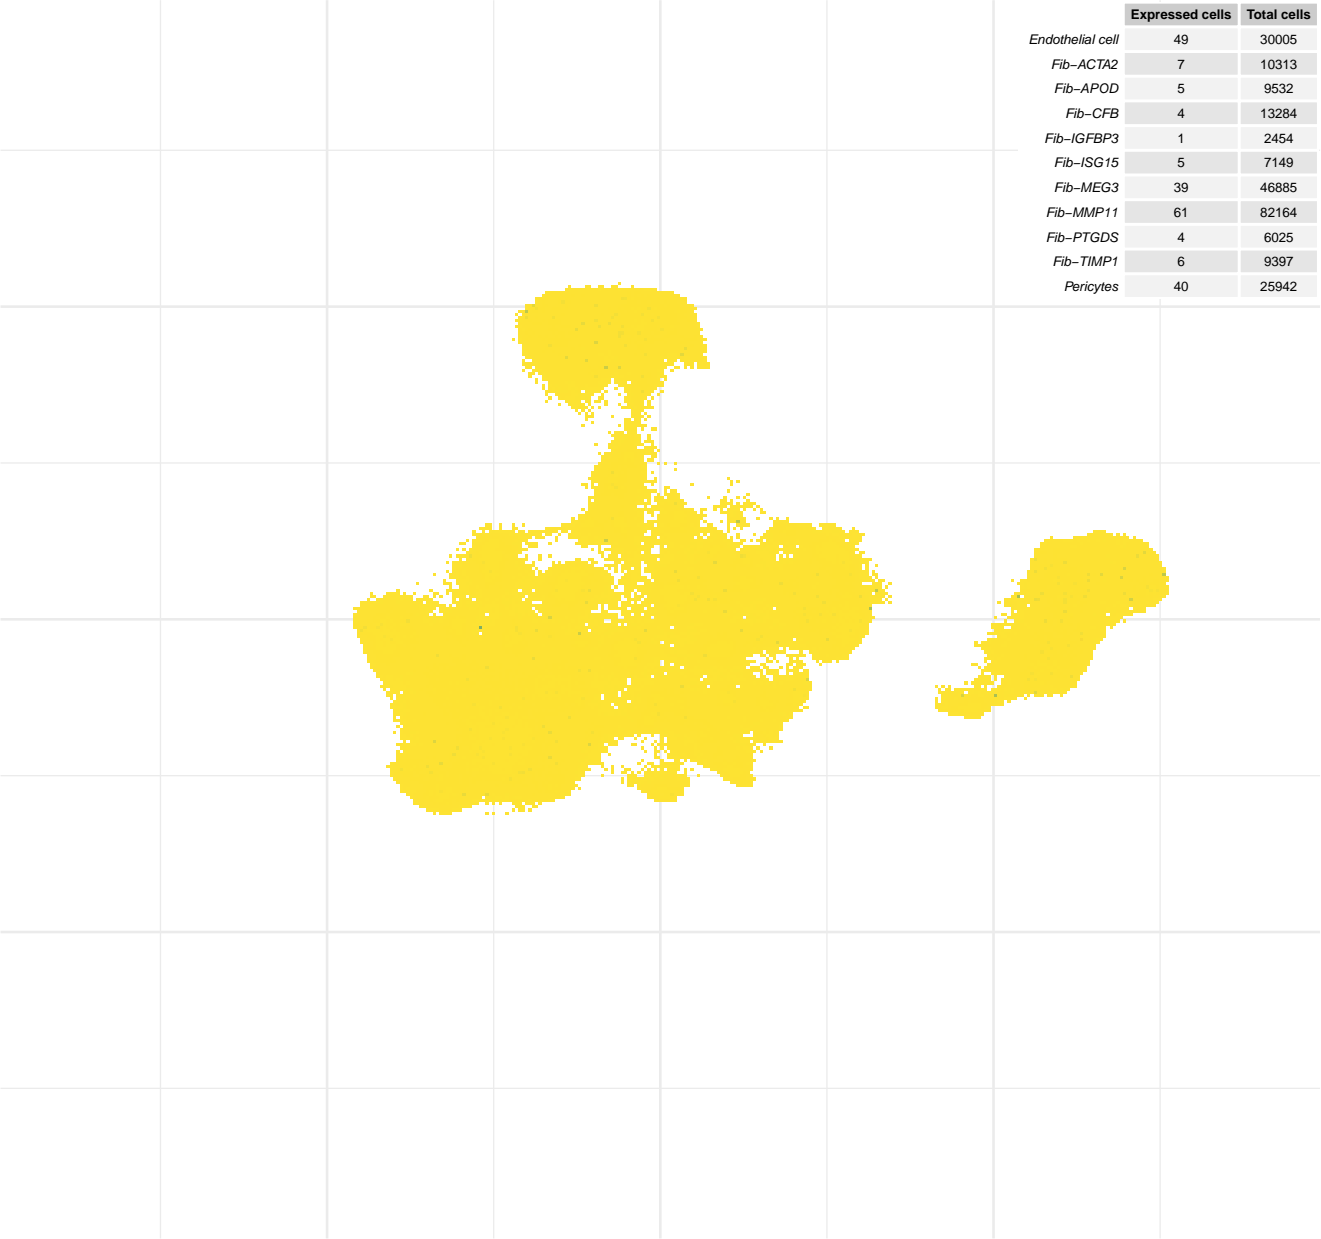 Expressed cells Total cells
Endothelial cell 49 30005
Fib−ACTA2 7 10313
Fib−APOD 5 9532
Fib−CFB 4 13284
Fib−IGFBP3 1 2454
Fib−ISG15 5 7149
Fib−MEG3 39 46885
Fib−MMP11 61 82164
Fib−PTGDS 4 6025
Fib−TIMP1 6 9397
Pericytes 40 25942